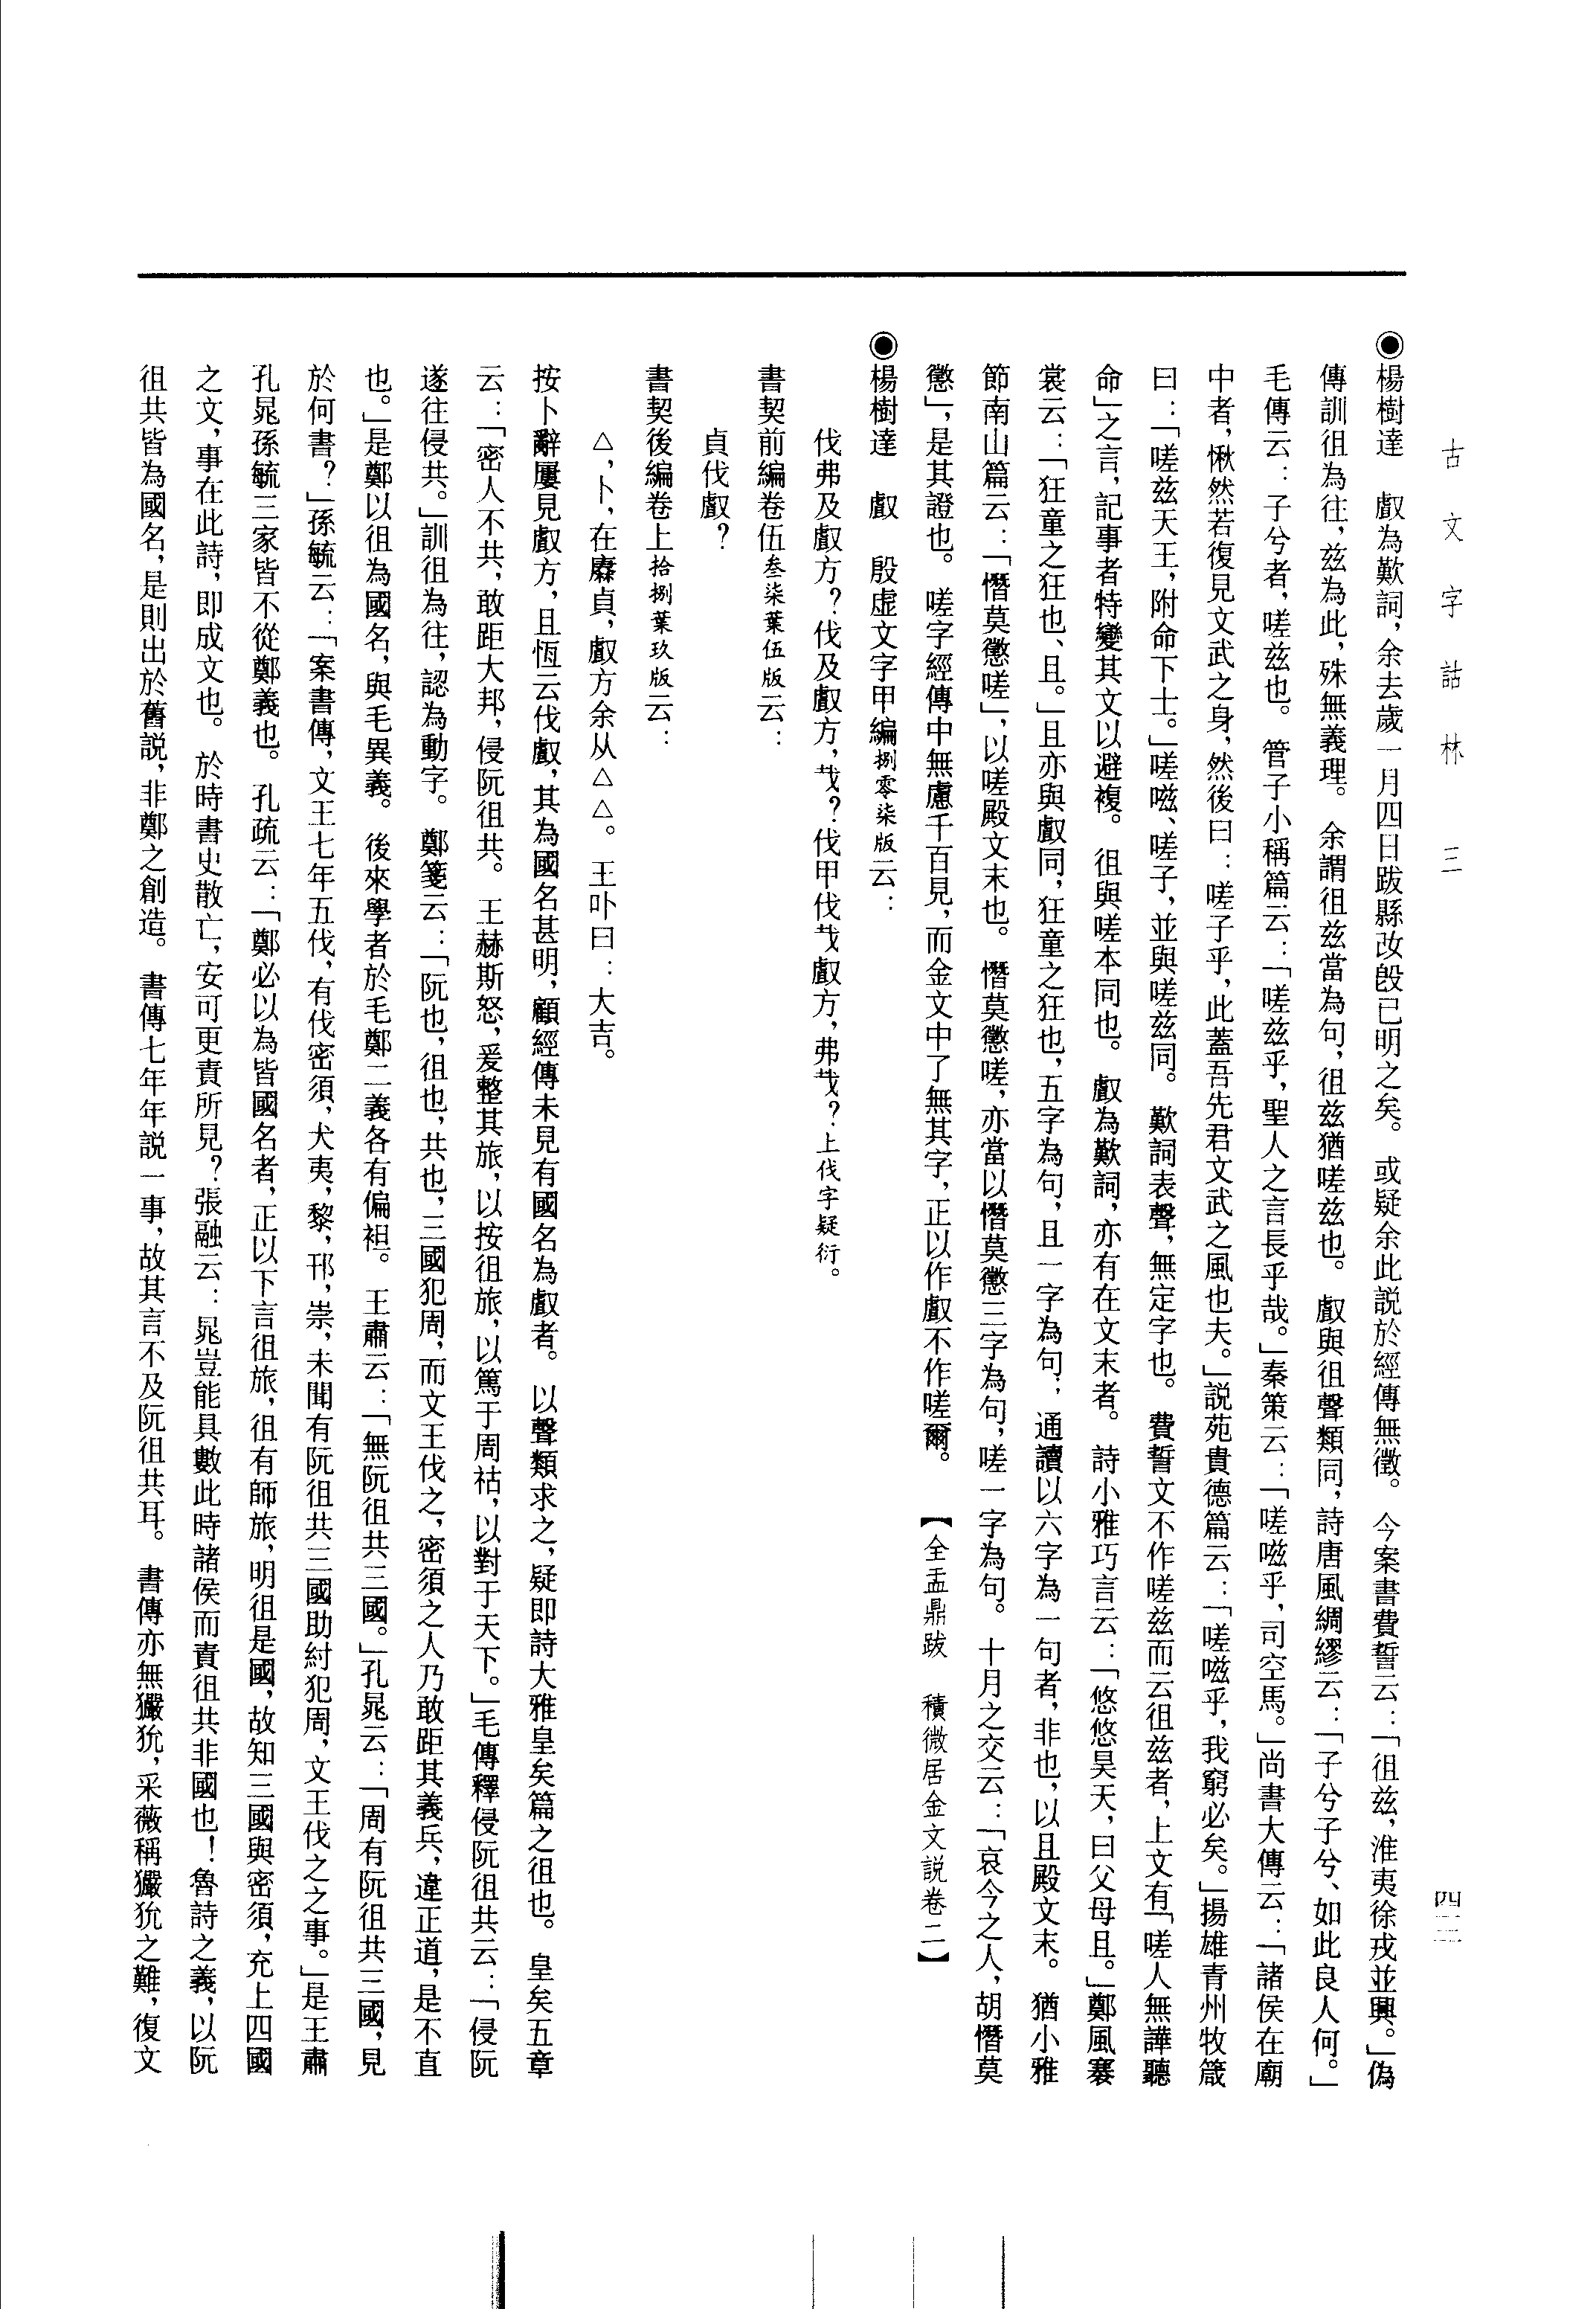 古文字詁林 三
四三三
◉楊樹達 䖒為歎詞，余去歲一月四日跋縣改𣪘已明之矣。或疑余此説於經傳無徵。今案書費誓云：「徂兹，淮夷徐戎並興。」偽
傳訓徂為往，兹為此，殊無義理。余謂徂兹當為句，徂兹猶嗟兹也。䖒與徂聲類同，詩唐風綢繆云：「子兮子兮、如此良人何。」
毛傳云：子兮者，嗟兹也。管子小稱篇云：「嗟兹乎，聖人之言長乎哉。」秦策云：「嗟嗞乎，司空馬。」尚書大傳云：「諸侯在廟
中者，愀然若復見文武之身，然後曰：嗟子乎，此蓋吾先君文武之風也夫。」説苑貴德篇云：「嗟嗞乎，我窮必矣。」揚雄青州牧箴
曰：「嗟兹天王，附命下士。」嗟嗞、嗟子，並與嗟兹同。歎詞表聲，無定字也。費誓文不作嗟兹而云徂兹者，上文有「嗟人無譁聽
命」之言，記事者特變其文以避複。徂與嗟本同也。䖒為歎詞，亦有在文末者。詩小雅巧言云：「悠悠昊天，曰父母且。」鄭風褰
裳云：「狂童之狂也、且。」且亦與䖒同，狂童之狂也，五字為句，且一字為句；通讀以六字為一句者，非也，以且殿文末。猶小雅
節南山篇云：「憯莫懲嗟」，以嗟殿文末也。憯莫懲嗟，亦當以憯莫懲三字為句，嗟一字為句。十月之交云：「哀今之人，胡憯莫
懲」，是其證也。嗟字經傳中無慮千百見，而金文中了無其字，正以作䖒不作嗟爾。【全盂鼎跋 積微居金文説卷二】
◉楊樹達 䖒 殷虚文字甲編捌零柒版云：
伐弗及䖒方？伐及䖒方，𢦏？伐甲伐𢦏䖒方，弗𢦏？上伐字疑衍。
書契前編卷伍叁柒葉伍版云：
貞伐䖒？
書契後編卷上拾捌葉玖版云：
△，卜，在貞，䖒方余从△△。王卟曰：大吉。
按卜辭屢見䖒方，且恆云伐䖒，其為國名甚明，顧經傳未見有國名為䖒者。以聲類求之，疑即詩大雅皇矣篇之徂也。皇矣五章
云：「密人不共，敢距大邦，侵阮徂共。王赫斯怒，爰整其旅，以按徂旅，以篤于周祜，以對于天下。」毛傳釋侵阮徂共云：「侵阮
遂往侵共。」訓徂為往，認為動字。鄭箋云：「阮也，徂也，共也，三國犯周，而文王伐之，密須之人乃敢距其義兵，違正道，是不直
也。」是鄭以徂為國名，與毛異義。後來學者於毛鄭二義各有偏袒。王肅云：「無阮徂共三國。」孔晁云：「周有阮徂共三國，見
於何書？」孫毓云：「案書傳，文王七年五伐，有伐密須，犬夷，黎，邘，崇，未聞有阮徂共三國助紂犯周，文王伐之之事。」是王肅
孔晁孫毓三家皆不從鄭義也。孔疏云：「鄭必以為皆國名者，正以下言徂旅，徂有師旅，明徂是國，故知三國與密須，充上四國
之文，事在此詩，即成文也。於時書史散亡，安可更責所見？張融云：晁豈能具數此時諸侯而責徂共非國也！魯詩之義，以阮
徂共皆為國名，是則出於舊説，非鄭之創造。書傳七年年説一事，故其言不及阮徂共耳。書傳亦無玁狁，采薇稱玁狁之難，復文